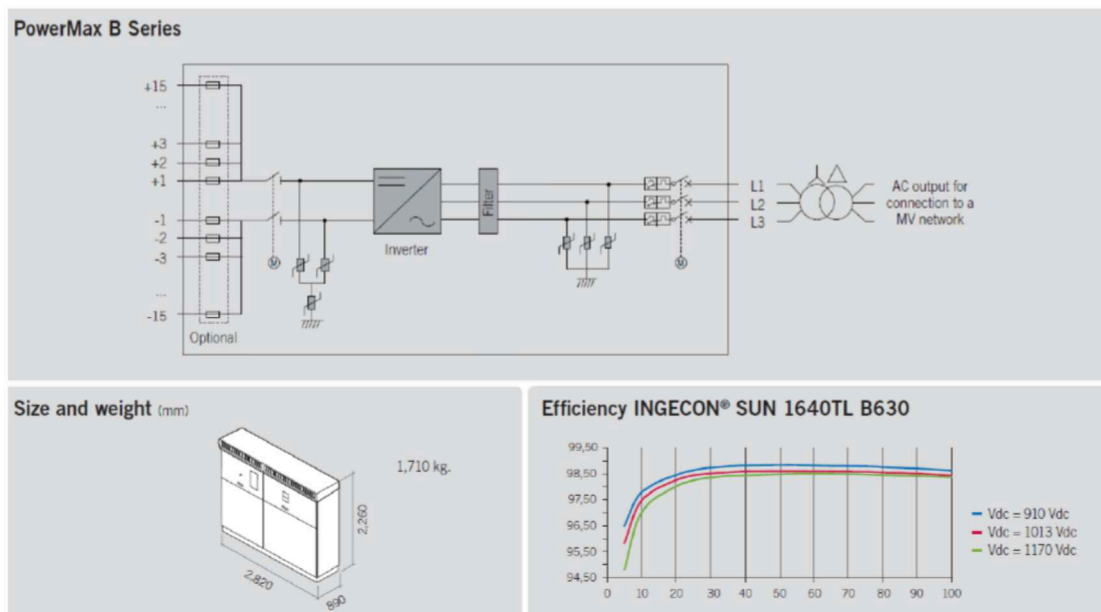 PowerMax B Series
+15
...
+3
+2
+1
-1
-2
-3
...
-15
Optional
M
Inverter
Filter
M
L1
L2
L3
AC output for
connection to a
MV network
Size and weight (mm)
1,710 kg.
2,260
2,820
890
Efficiency INGECON® SUN 1640TL B630
99,50
98,50
97,50
96,50
95,50
94,50
0 10 20 30 40 50 60 70 80 90 100
Vdc = 910 Vdc
Vdc = 1013 Vdc
Vdc = 1170 Vdc